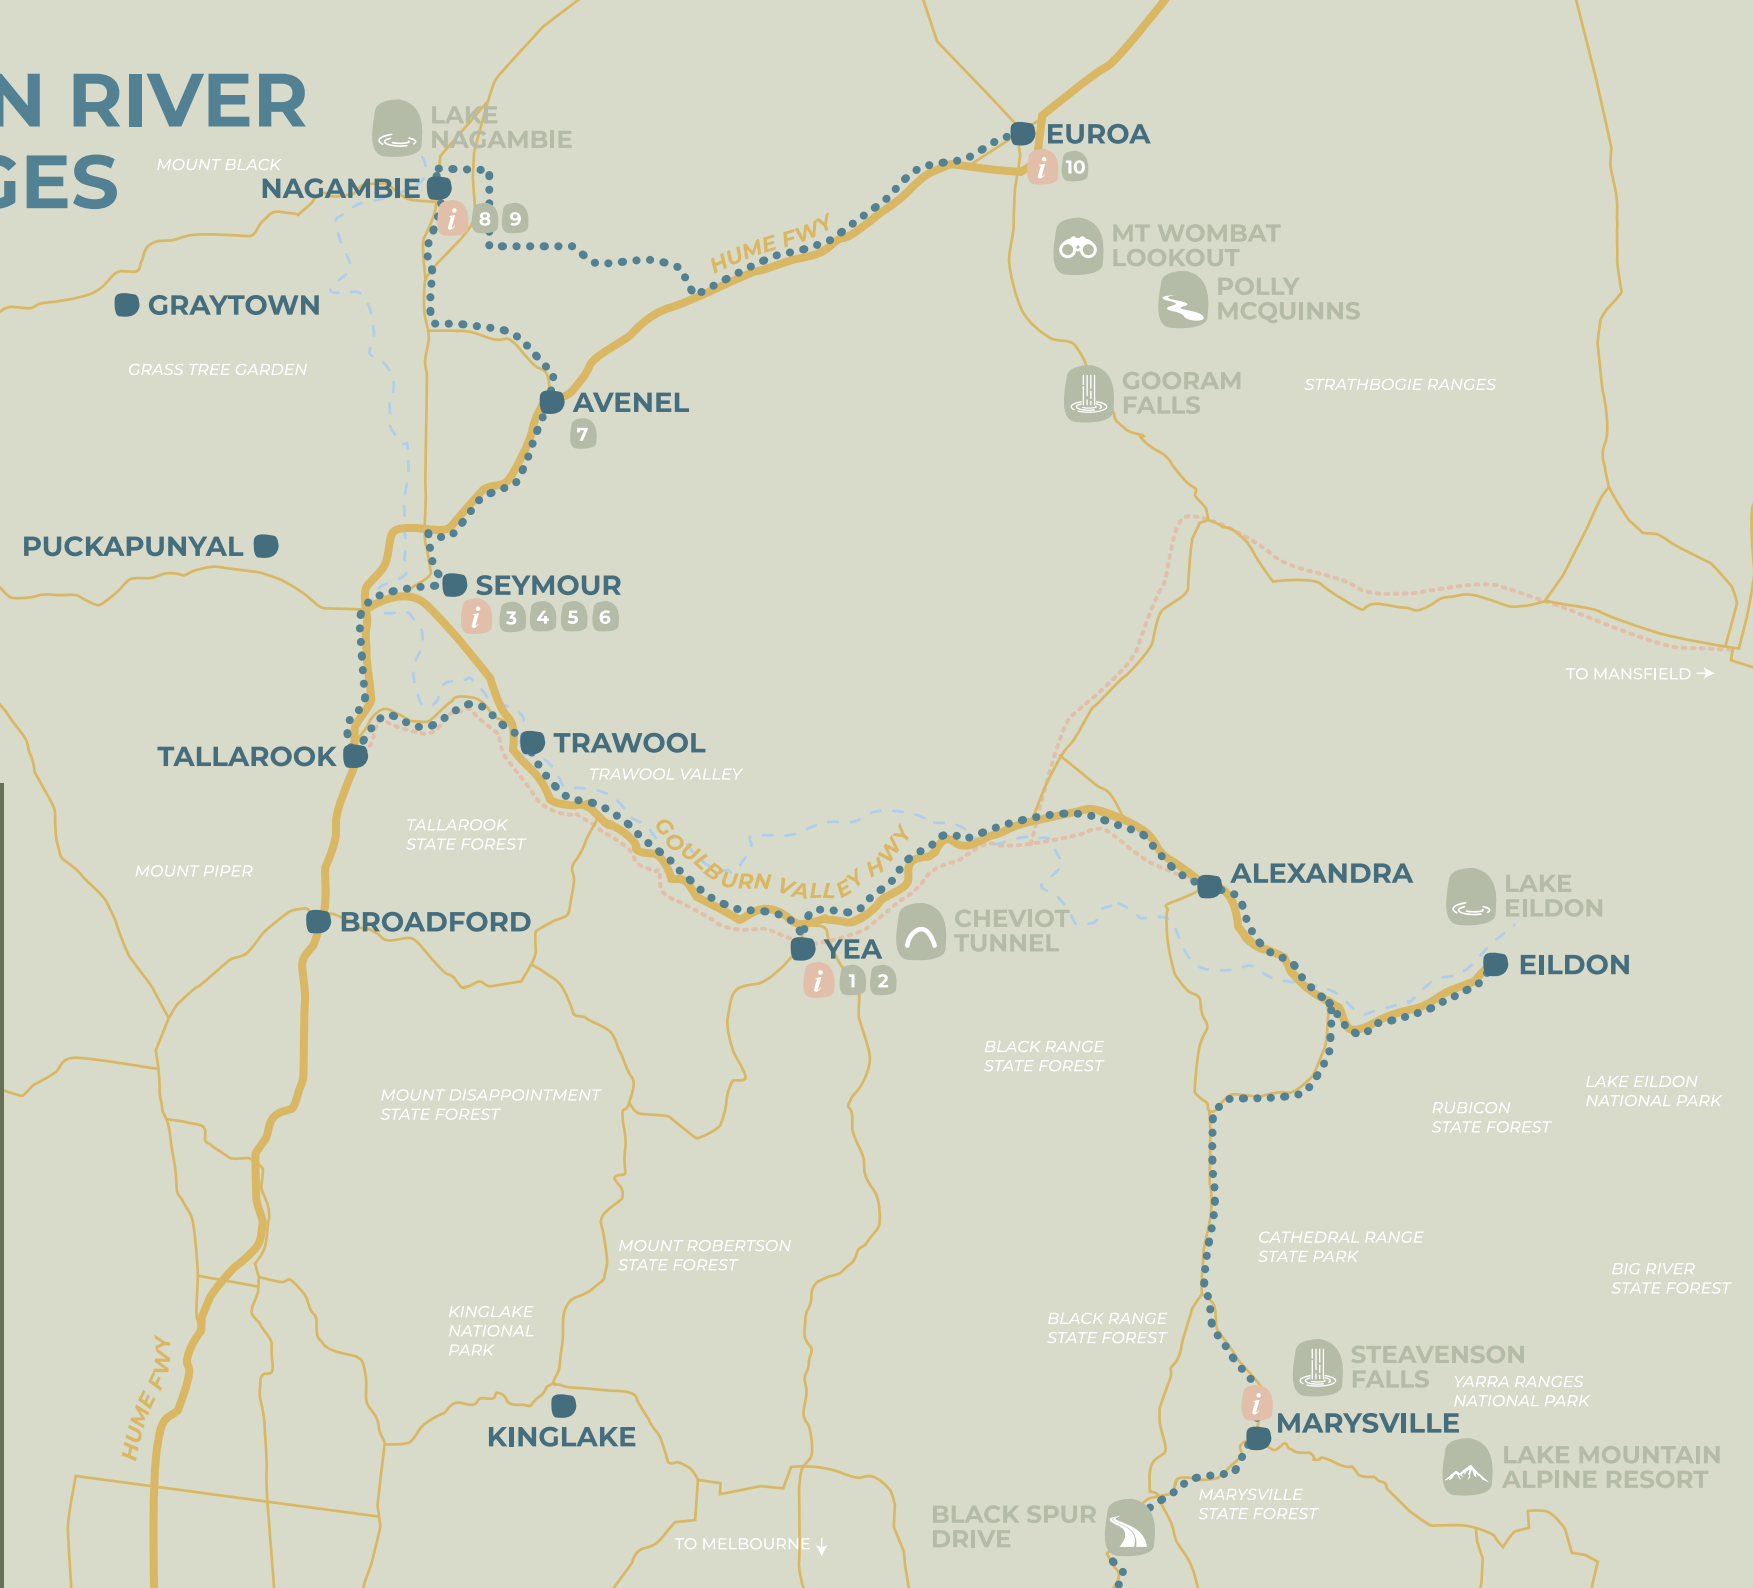 N RIVER
GES
LAKE
NAGAMBIE
MOUNT BLACK
NAGAMBIE
i 8 9
EUROA
i 10
HUME FWY
MT WOMBAT
LOOKOUT
POLLY
MCQUINNS
GRAYTOWN
GRASS TREE GARDEN
GOORAM
FALLS
STRATHBOGIE RANGES
AVENEL
7
PUCKAPUNYAL
SEYMOUR
i 3 4 5 6
TO MANSFIELD →
TALLAROOK
TRAWOOL
TRAWOOL VALLEY
TALLAROOK
STATE FOREST
MOUNT PIPER
GOULBURN VALLEY HWY
ALEXANDRA
LAKE
EILDON
BROADFORD
CHEVIOT
TUNNEL
YEA
i 1 2
EILDON
BLACK RANGE
STATE FOREST
MOUNT DISAPPOINTMENT
STATE FOREST
LAKE EILDON
NATIONAL PARK
RUBICON
STATE FOREST
MOUNT ROBERTSON
STATE FOREST
CATHEDRAL RANGE
STATE PARK
BIG RIVER
STATE FOREST
KINGLAKE
NATIONAL
PARK
BLACK RANGE
STATE FOREST
HUME FWY
STEAVENSON
FALLS
YARRA RANGES
NATIONAL PARK
i
MARYSVILLE
KINGLAKE
LAKE MOUNTAIN
ALPINE RESORT
MARYSVILLE
STATE FOREST
BLACK SPUR
DRIVE
TO MELBOURNE ↓